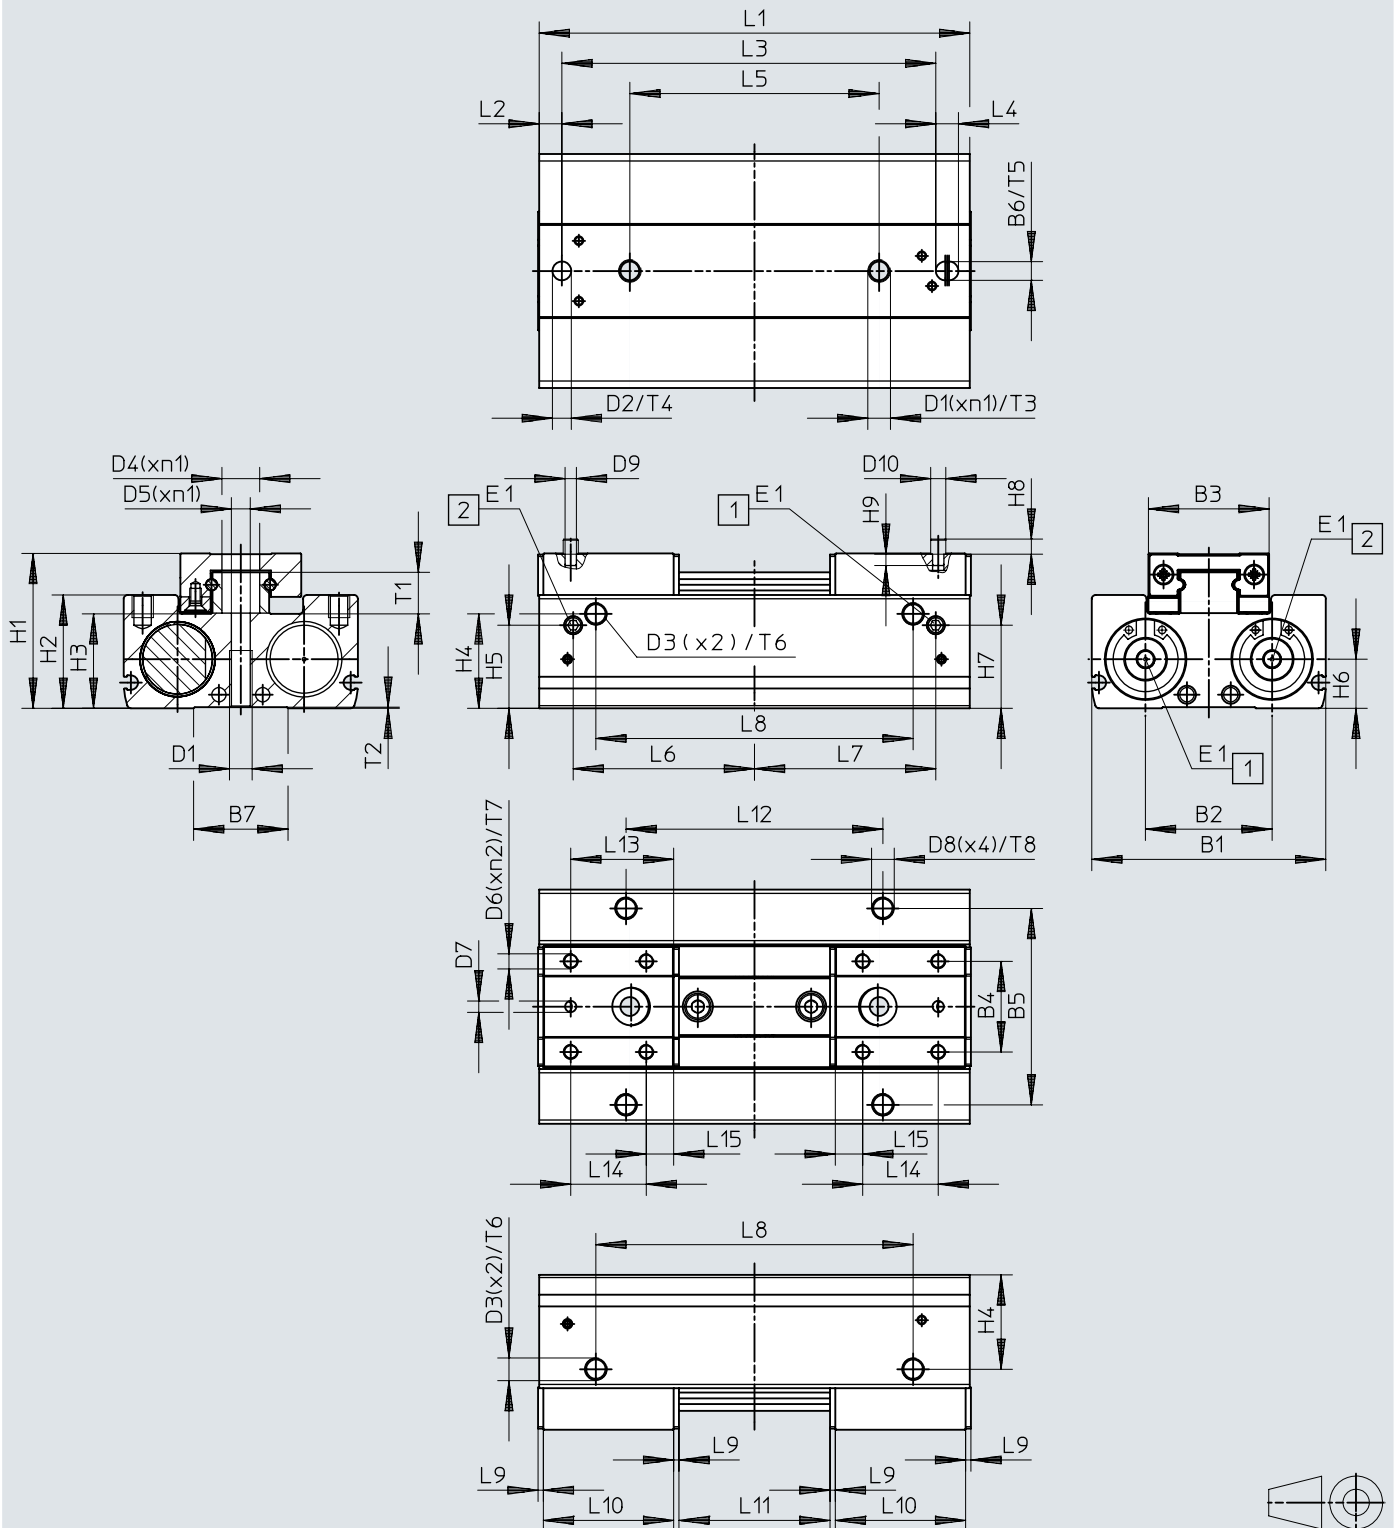 L1
L3
L5
L2
L4
B6/T5
D2/T4
D1(xn1)/T3
D4(xn1)
D5(xn1)
H1
H2
H3
T1
T2
D1
B7
D9
D10
2
E1
1
E1
H9
H8
H4
H5
D3(x2)/T6
H7
L8
L6
L7
B3
E1
2
H6
E1
1
B2
B1
L12
L13
D6(xn2)/T7
D8(x4)/T8
D7
B4
B5
L15
L15
L14
L14
L8
D3(x2)/T6
H4
L9
L9
L9
L9
L10
L11
L10